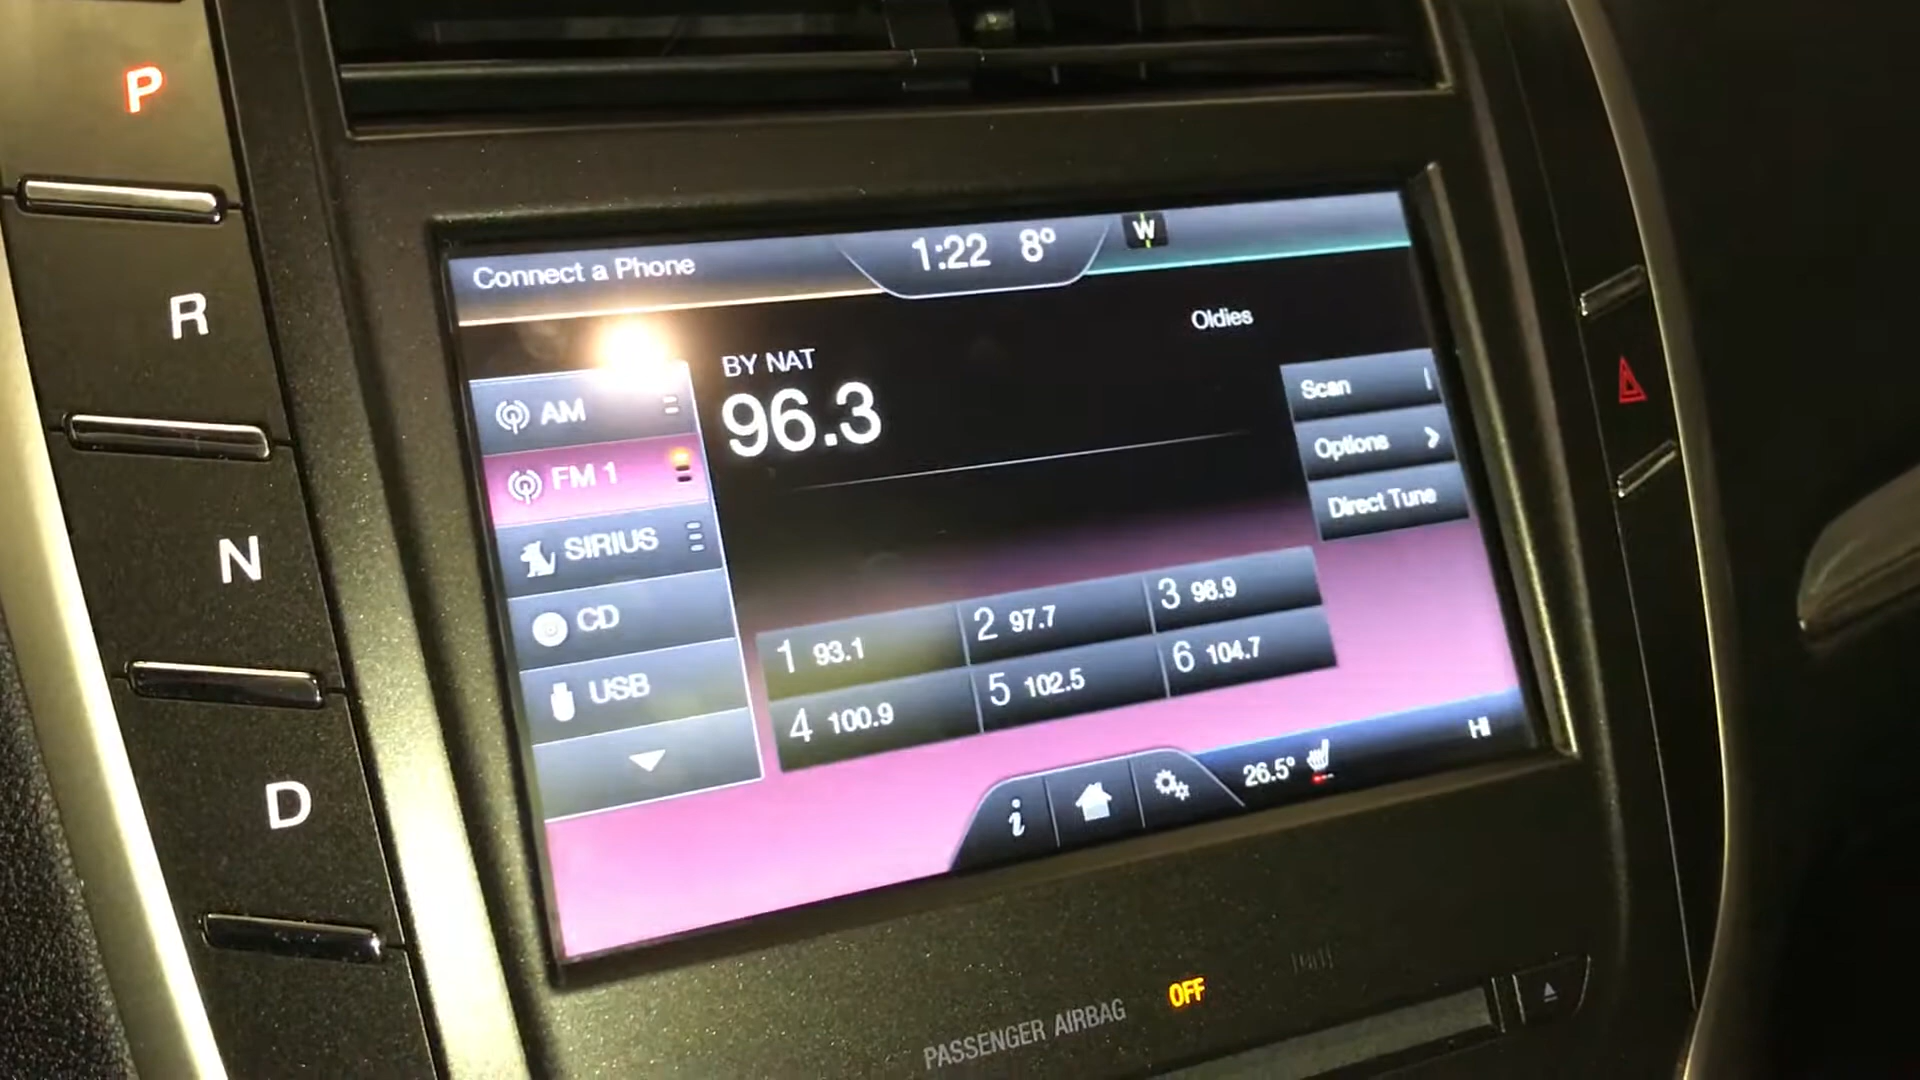 P
R
N
D
Connect a Phone
1:22 8°
W
Oldies
BY NAT
96.3
AM
FM 1
SIRIUS
CD
USB
Scan
Options
Direct Tune
1 93.1
2 97.7
3 98.9
4 100.9
5 102.5
6 104.7
i
26.5°
HI
PASSENGER AIRBAG OFF